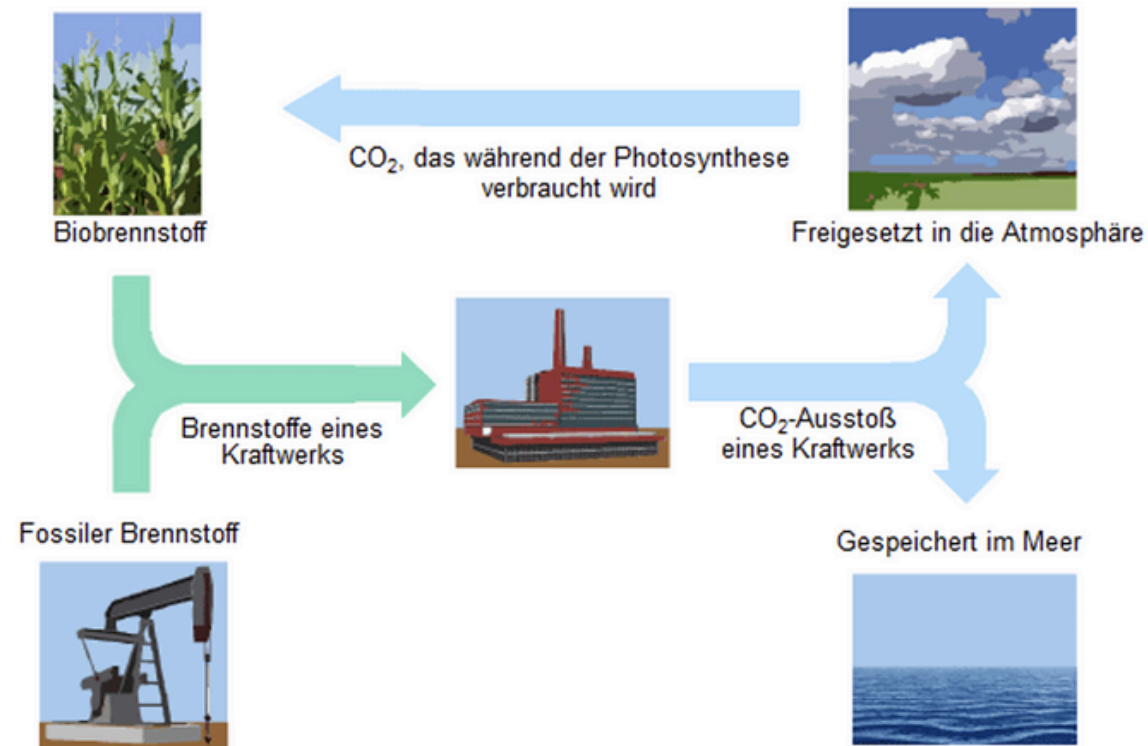 CO₂, das während der Photosynthese
verbraucht wird
Biobrennstoff
Freigesetzt in die Atmosphäre
Brennstoffe eines
Kraftwerks
CO₂-Ausstoß
eines Kraftwerks
Fossiler Brennstoff
Gespeichert im Meer